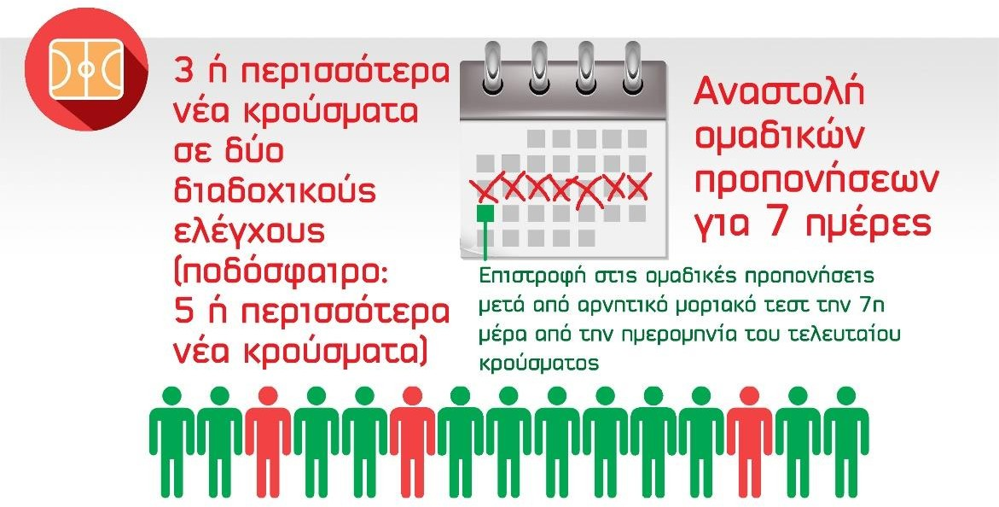 3 ή περισσότερα
νέα κρούσματα
σε δύο
διαδοχικούς
ελέγχους
(ποδόσφαιρο:
5 ή περισσότερα
νέα κρούσματα)
Αναστολή
ομαδικών
προπονήσεων
για 7 ημέρες
Επιστροφή στις ομαδικές προπονήσεις
μετά από αρνητικό μοριακό τεστ την 7η
μέρα από την ημερομηνία του τελευταίου
κρούσματος